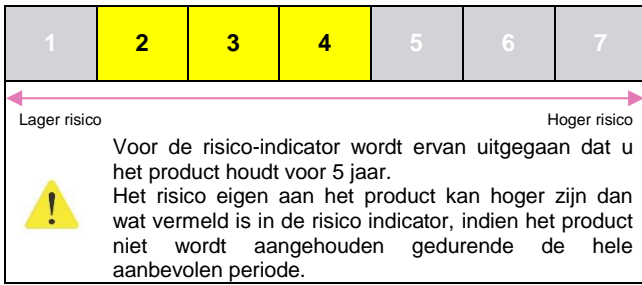 1 2 3 4 5 6 7
Lager risico Hoger risico
Voor de risico-indicator wordt ervan uitgegaan dat u
het product houdt voor 5 jaar.
Het risico eigen aan het product kan hoger zijn dan
wat vermeld is in de risico indicator, indien het product
niet wordt aangehouden gedurende de hele
aanbevolen periode.